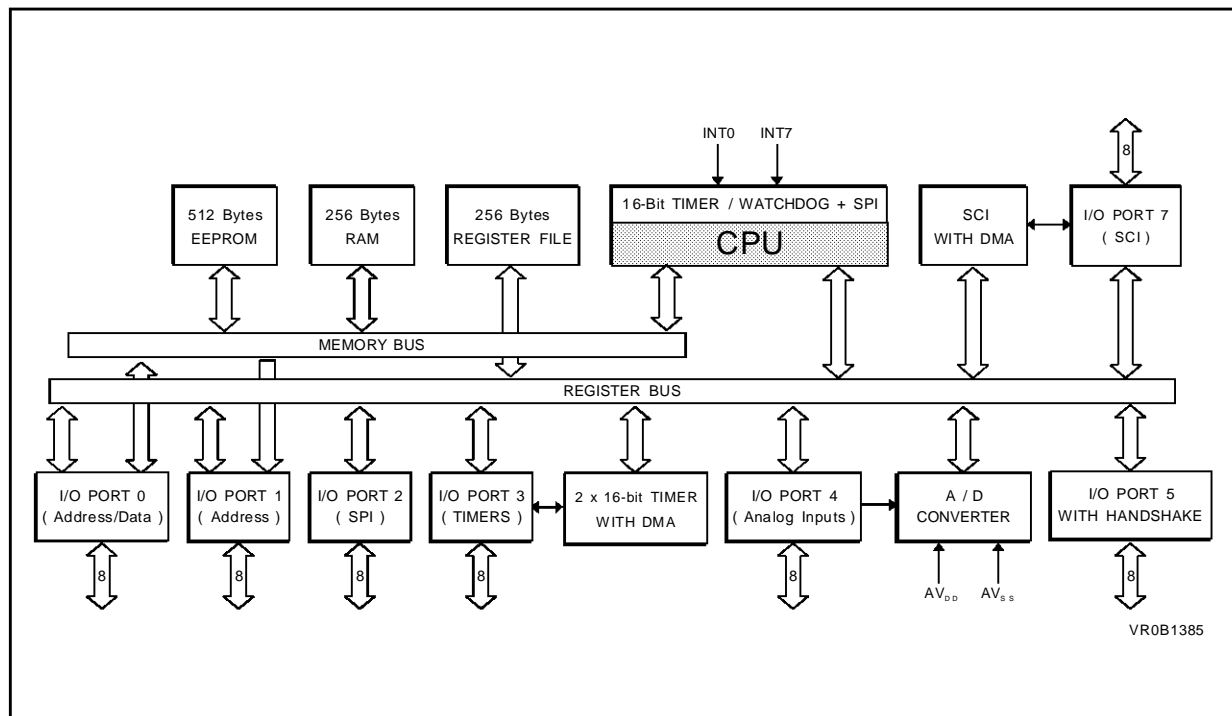 INT0
INT7
8
512 Bytes
EEPROM
256 Bytes
RAM
256 Bytes
REGISTER FILE
16-Bit TIMER / WATCHDOG + SPI
CPU
SCI
WITH DMA
I/O PORT 7
( SCI )
MEMORY BUS
REGISTER BUS
I/O PORT 0
( Address/Data )
I/O PORT 1
( Address )
I/O PORT 2
( SPI )
I/O PORT 3
( TIMERS )
2 x 16-bit TIMER
WITH DMA
I/O PORT 4
( Analog Inputs )
A / D
CONVERTER
I/O PORT 5
WITH HANDSHAKE
8
8
8
8
8
8
AVDD
AVSS
VR0B1385